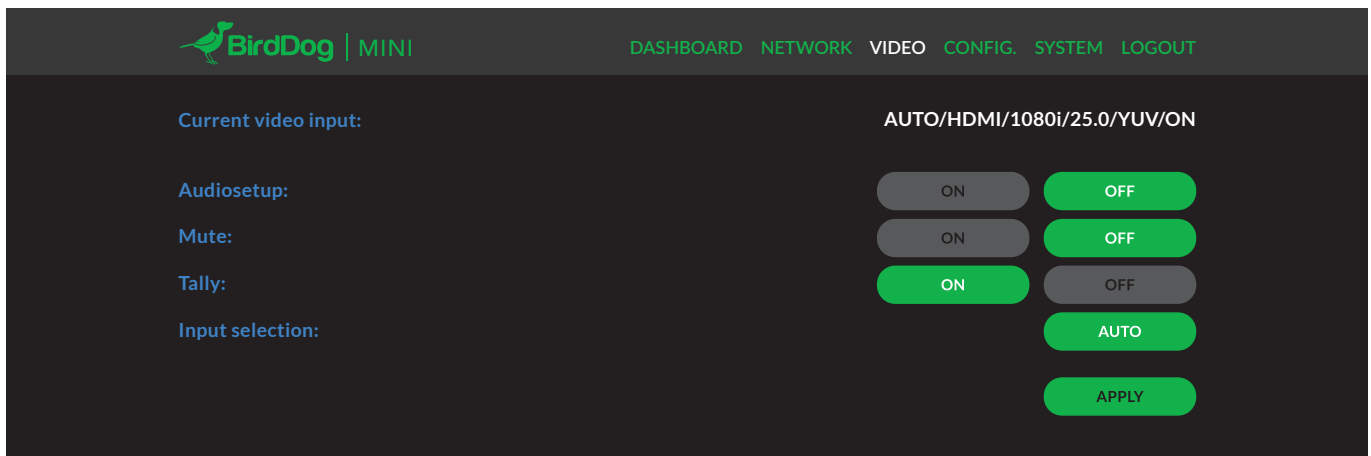 BirdDog | MINI DASHBOARD NETWORK VIDEO CONFIG. SYSTEM LOGOUT
Current video input: AUTO/HDMI/1080i/25.0/YUV/ON
Audiosetup: ON OFF
Mute: ON OFF
Tally: ON OFF
Input selection: AUTO
APPLY